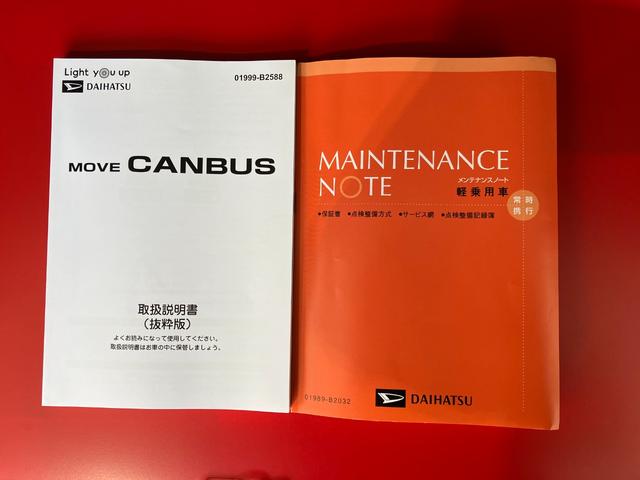 Light you up
DAIHATSU
01999-B2588
MOVE CANBUS
取扱説明書
（抜粋版）
よくお読みになって使用してください。
取扱説明書はお車の中に保管しましょう。
MAINTENANCE
NOTE
メンテナンスノート
軽乗用車
常時
携行
●保証書 ●点検整備方式 ●サービス網 ●点検整備記録簿
01989-B2032
DAIHATSU